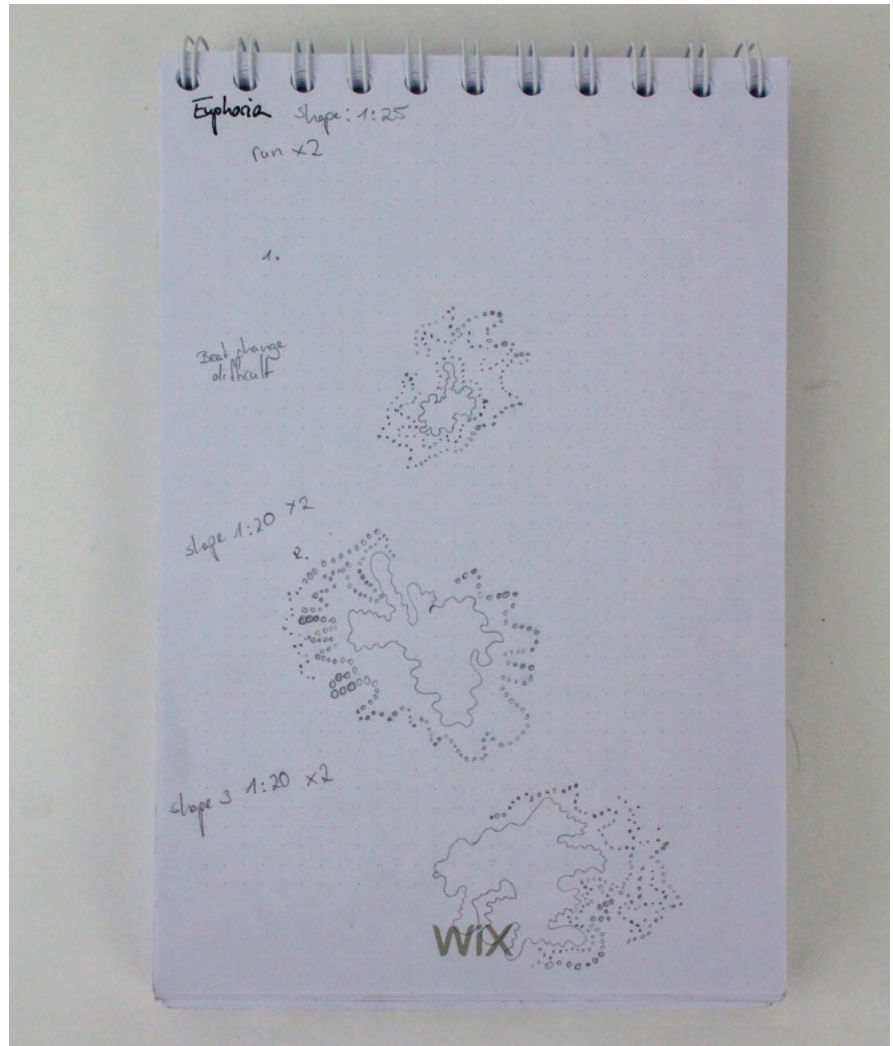 Euphoria shape: 1:25
run x2
1.
Beat change
difficult
shape 1:20 x2
2.
shape 3 1:20 x2
WiX